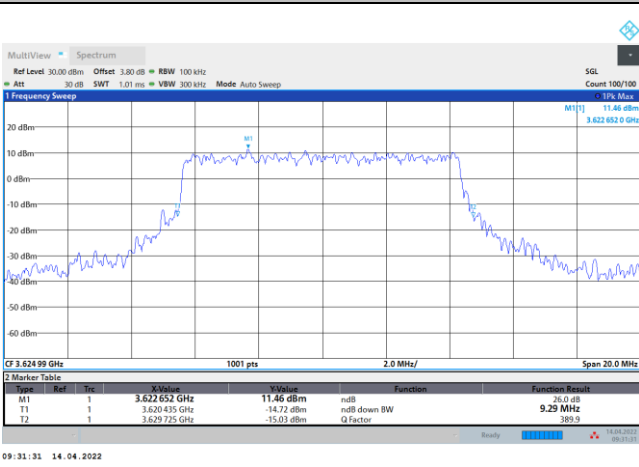 MultiView Spectrum
Ref Level 30.00 dBm Offset 3.80 dB RBW 100 kHz SGL
Att 30 dB SWT 1.01 ms VBW 300 kHz Mode Auto Sweep Count 100/100
1 Frequency Sweep 1Pk Max
M1[1] 11.46 dBm
3.622 652 0 GHz
20 dBm
M1
10 dBm
0 dBm
-10 dBm
-20 dBm
-30 dBm
-40 dBm
-50 dBm
-60 dBm
CF 3.624 99 GHz 1001 pts 2.0 MHz/ Span 20.0 MHz
2 Marker Table
Type Ref Trc X-Value Y-Value Function Function Result
M1 1 3.622 652 GHz 11.46 dBm ndB 26.0 dB
T1 1 3.620 435 GHz -14.72 dBm ndB down BW 9.29 MHz
T2 1 3.629 725 GHz -15.03 dBm Q Factor 389.9
Ready 14.04.2022
09:31:31
09:31:31 14.04.2022